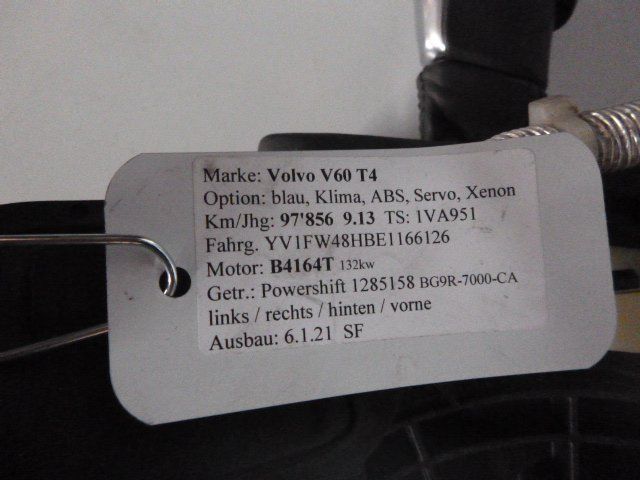 Marke: Volvo V60 T4
Option: blau, Klima, ABS, Servo, Xenon
Km/Jhg: 97'856 9.13 TS: 1VA951
Fahrg. YV1FW48HBE1166126
Motor: B4164T 132kw
Getr.: Powershift 1285158 BG9R-7000-CA
links / rechts / hinten / vorne
Ausbau: 6.1.21 SF